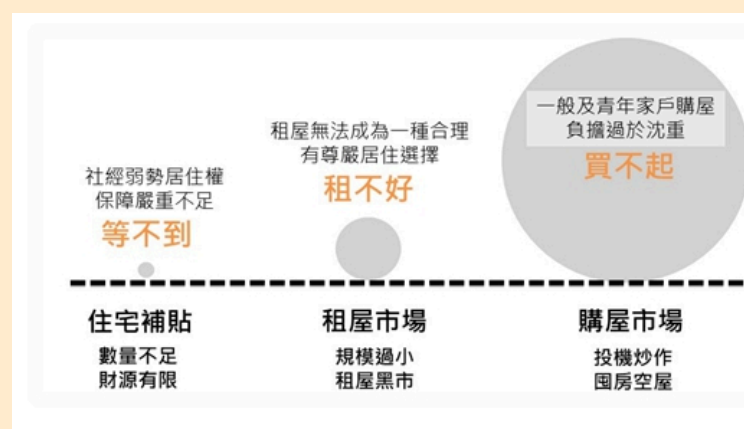 社經弱勢居住權
保障嚴重不足
等不到
住宅補貼
數量不足
財源有限
租屋無法成為一種合理
有尊嚴居住選擇
租不好
租屋市場
規模過小
租屋黑市
一般及青年家戶購屋
負擔過於沈重
買不起
購屋市場
投機炒作
囤房空屋